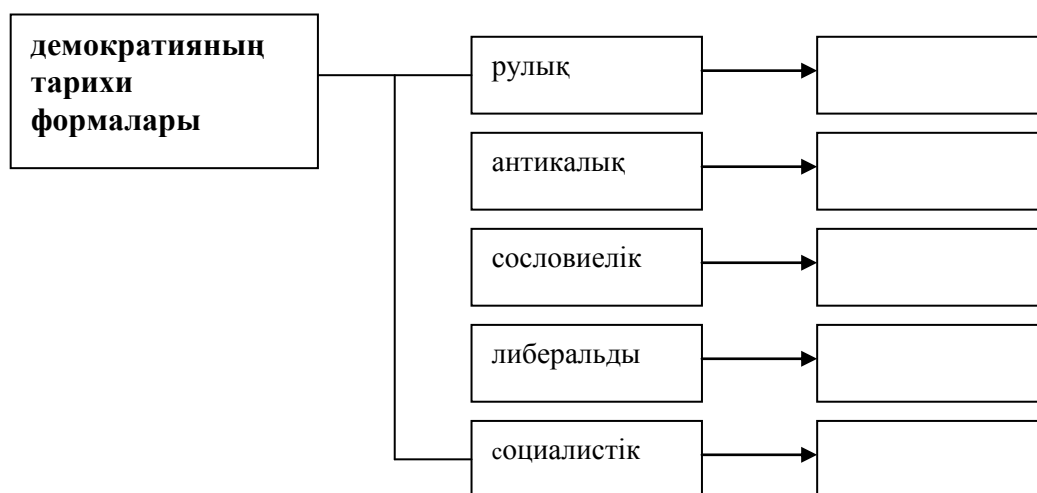 демократияның
тарихи
формалары
рулық
антикалық
сословиелік
либеральды
социалистік